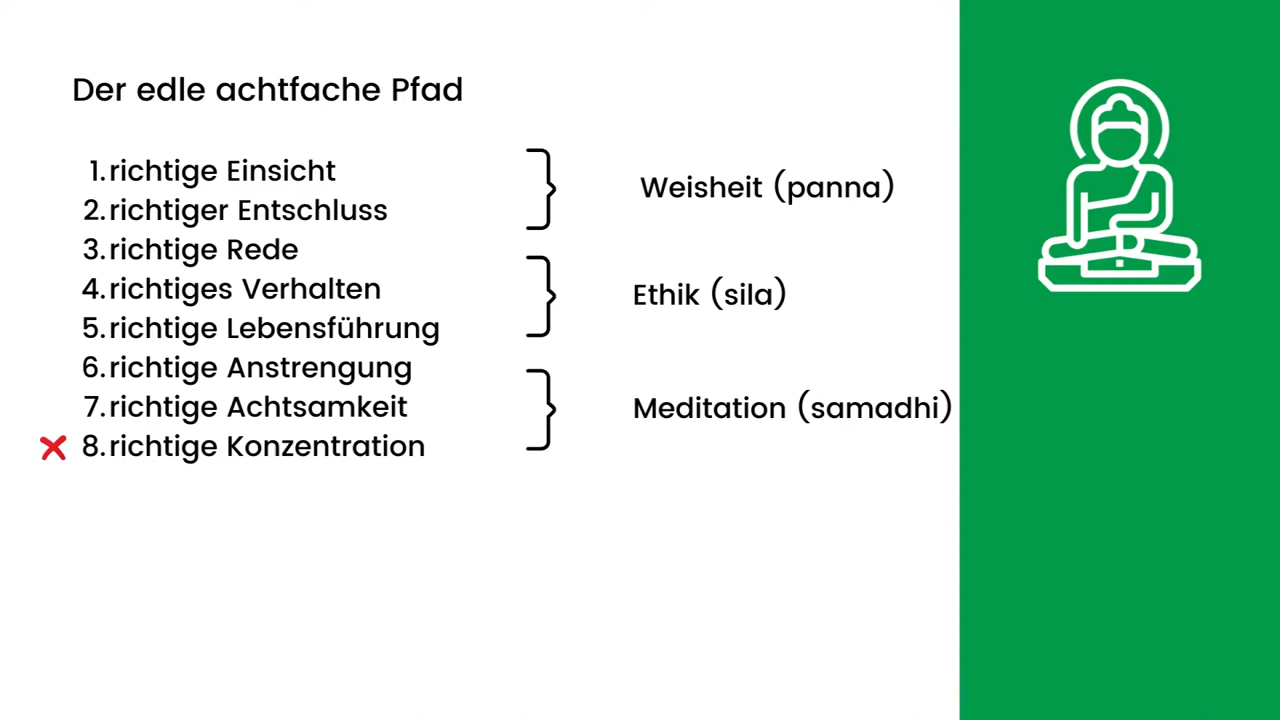 Der edle achtfache Pfad
1. richtige Einsicht
2. richtiger Entschluss
3. richtige Rede
4. richtiges Verhalten
5. richtige Lebensführung
6. richtige Anstrengung
7. richtige Achtsamkeit
8. richtige Konzentration
Weisheit (panna)
Ethik (sila)
Meditation (samadhi)